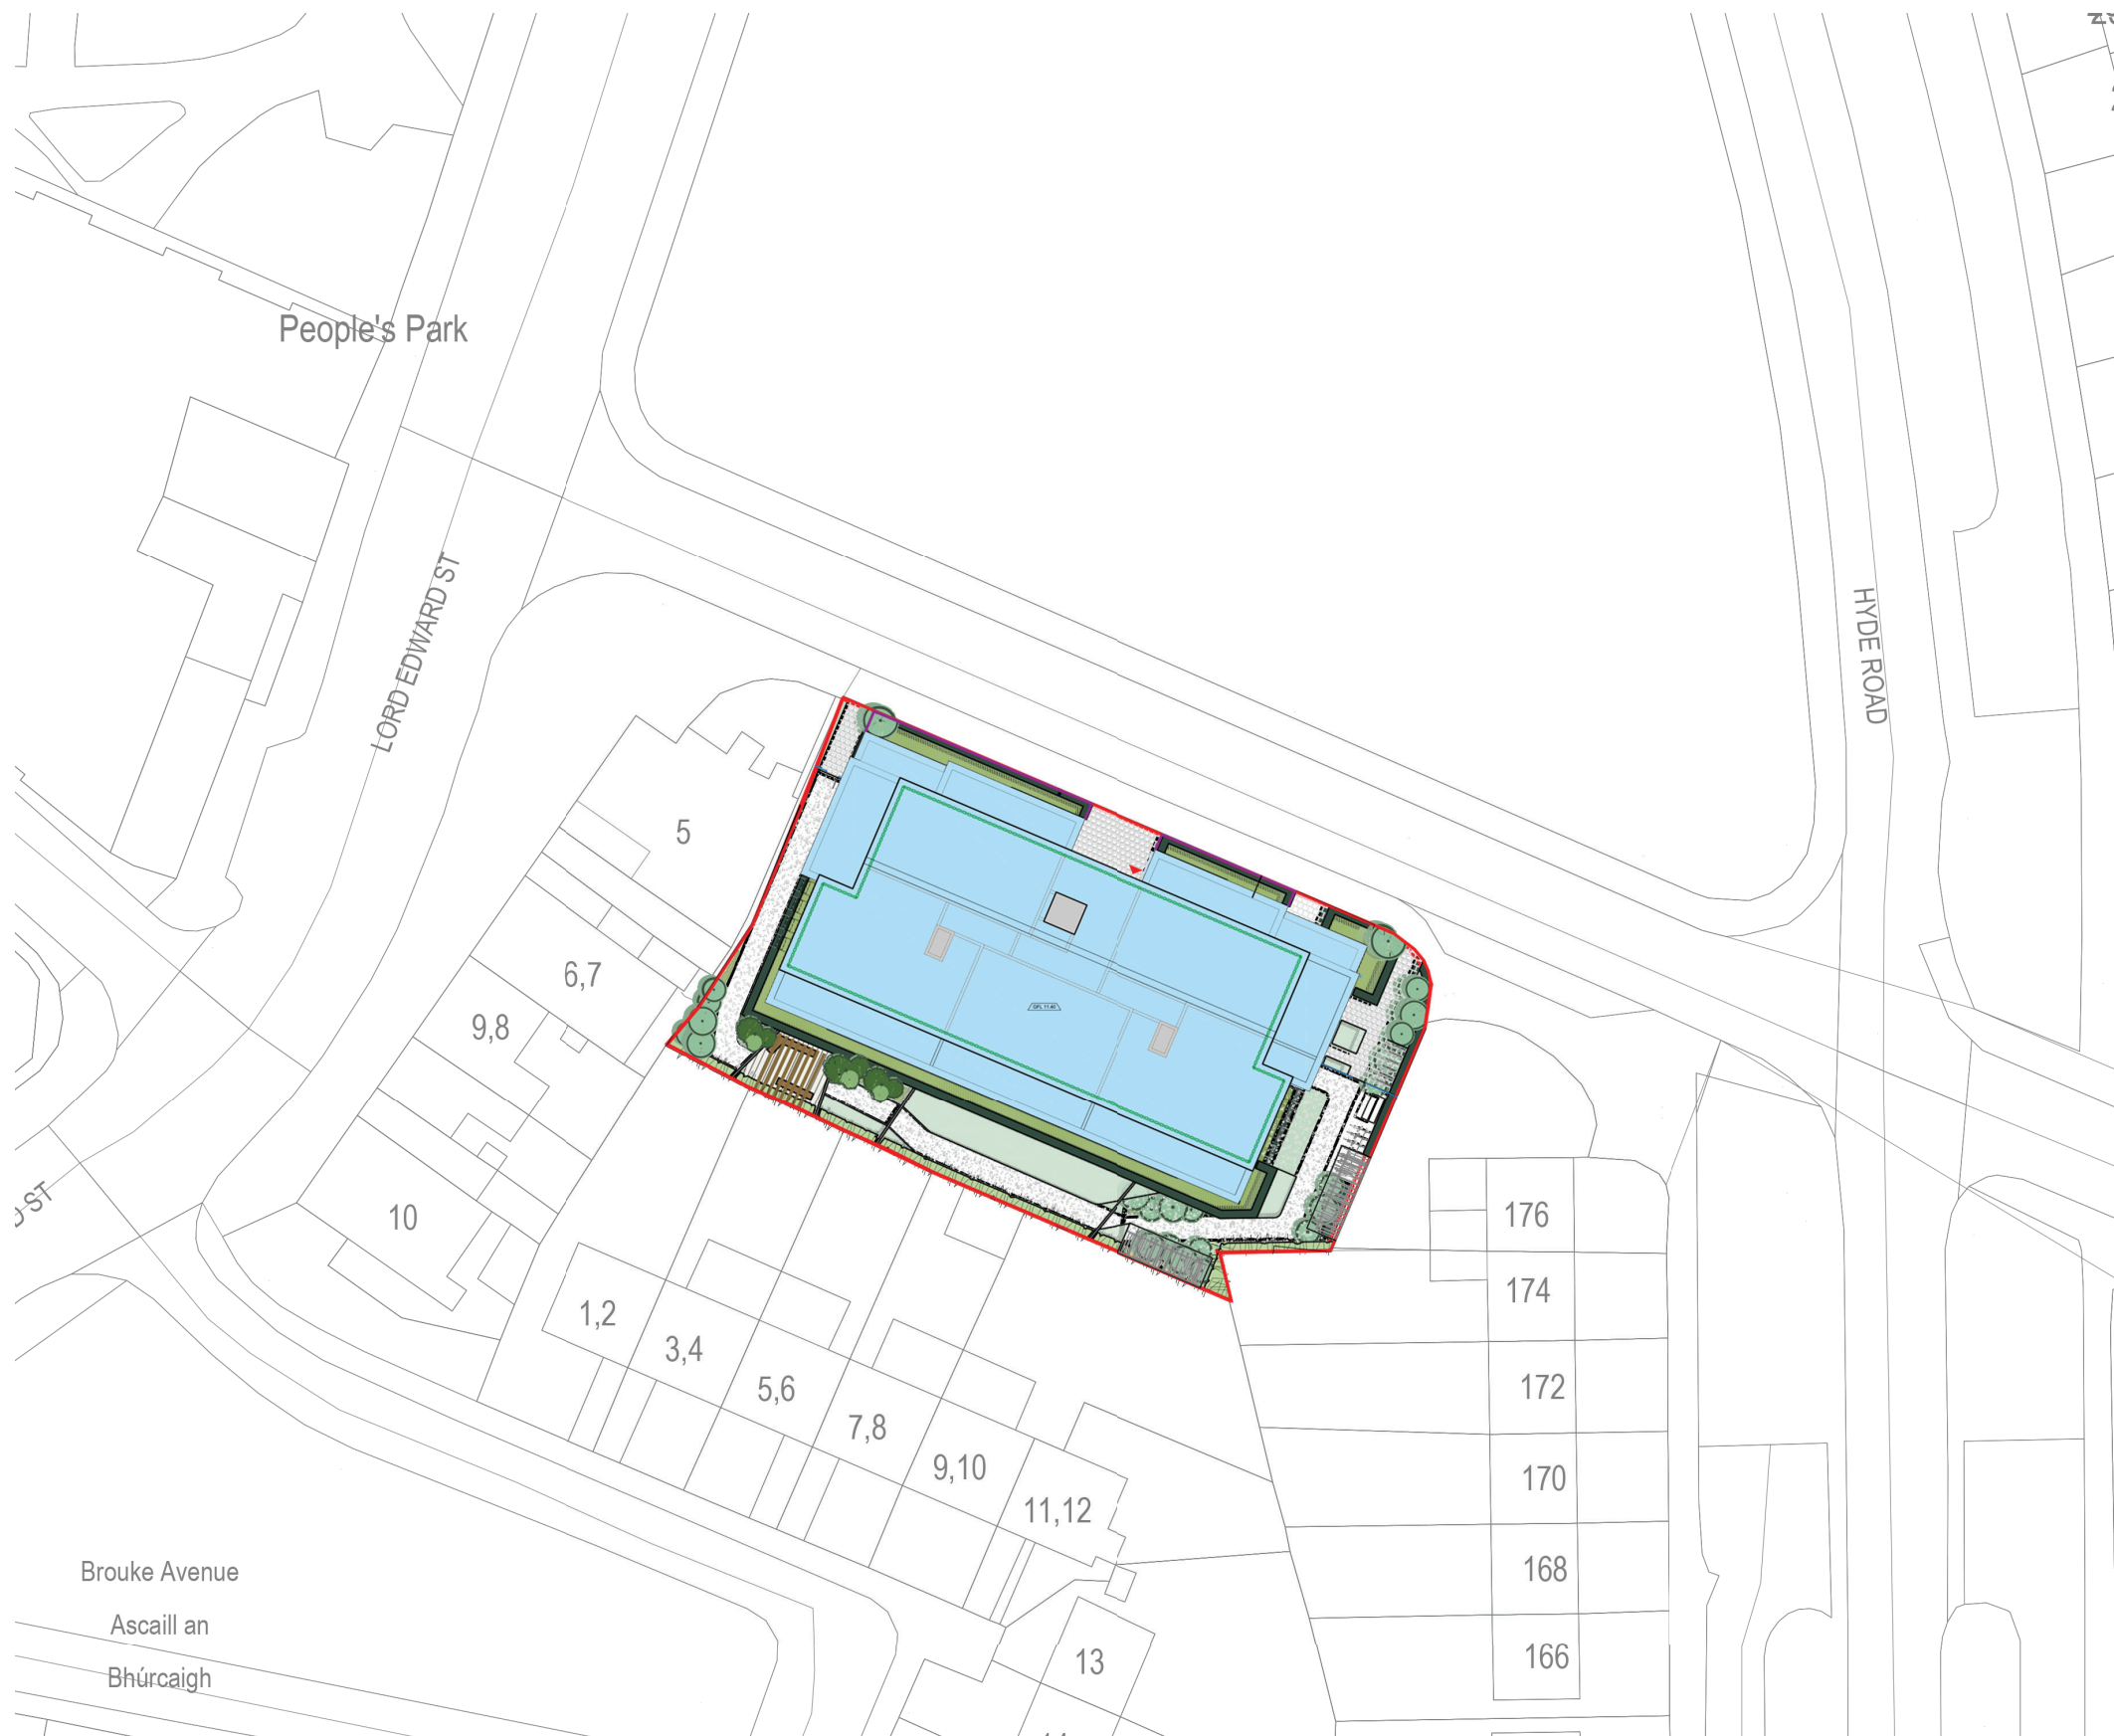 People's Park
LORD EDWARD ST
HYDE ROAD
5
6,7
9,8
10
1,2
3,4
5,6
7,8
9,10
11,12
13
176
174
172
170
168
166
Brouke Avenue
Ascaill an
Bhúrcaigh